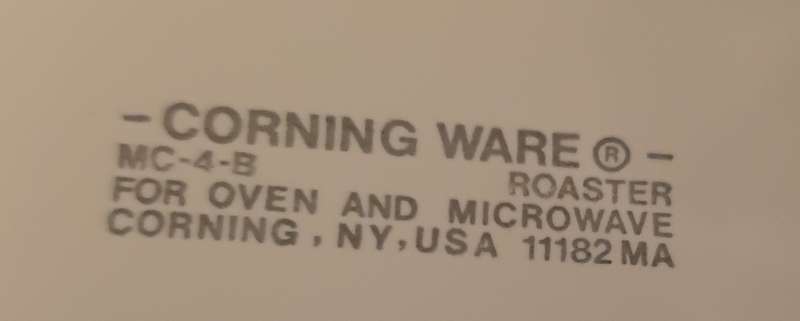 - CORNING WARE ® -
MC-4-B ROASTER
FOR OVEN AND MICROWAVE
CORNING, NY, USA 11182 MA